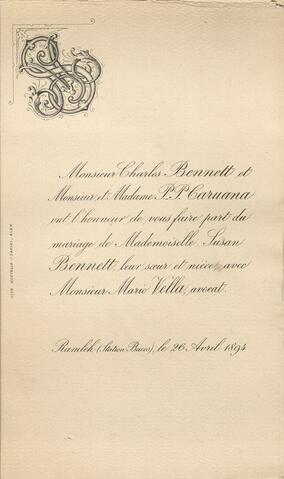 Monsieur Charles Bennett et
Monsieur et Madame P. P. Caruana
ont l'honneur de vous faire part du
mariage de Mademoiselle Susan
Bennett, leur sœur et nièce, avec
Monsieur Mario Vella, avocat.
Ramleh (Station Bacos), le 26 Avril 1894